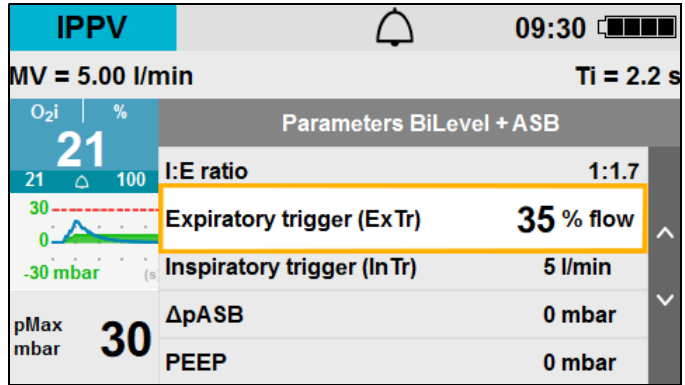 IPPV 09:30
MV = 5.00 l/min Ti = 2.2 s
O₂i %
21
21 100
Parameters BiLevel + ASB
I:E ratio 1:1.7
30
0
-30 mbar (s
Expiratory trigger (ExTr) 35 % flow
Inspiratory trigger (InTr) 5 l/min
pMax
mbar 30
ΔpASB 0 mbar
PEEP 0 mbar